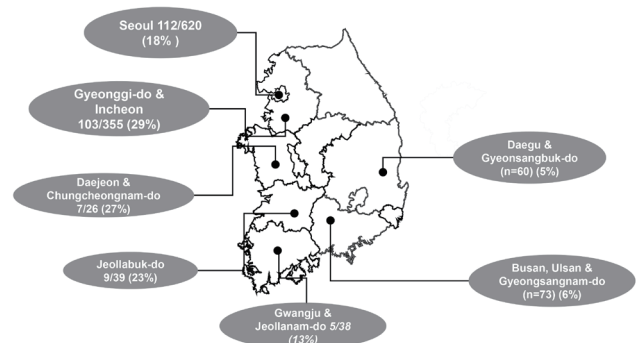 Seoul 112/620
(18% )
Gyeonggi-do &
Incheon
103/355 (29%)
Daejeon &
Chungcheongnam-do
7/26 (27%)
Jeollabuk-do
9/39 (23%)
Gwangju &
Jeollanam-do 5/38
(13%)
Daegu &
Gyeonsangbuk-do
(n=60) (5%)
Busan, Ulsan &
Gyeongsangnam-do
(n=73) (6%)